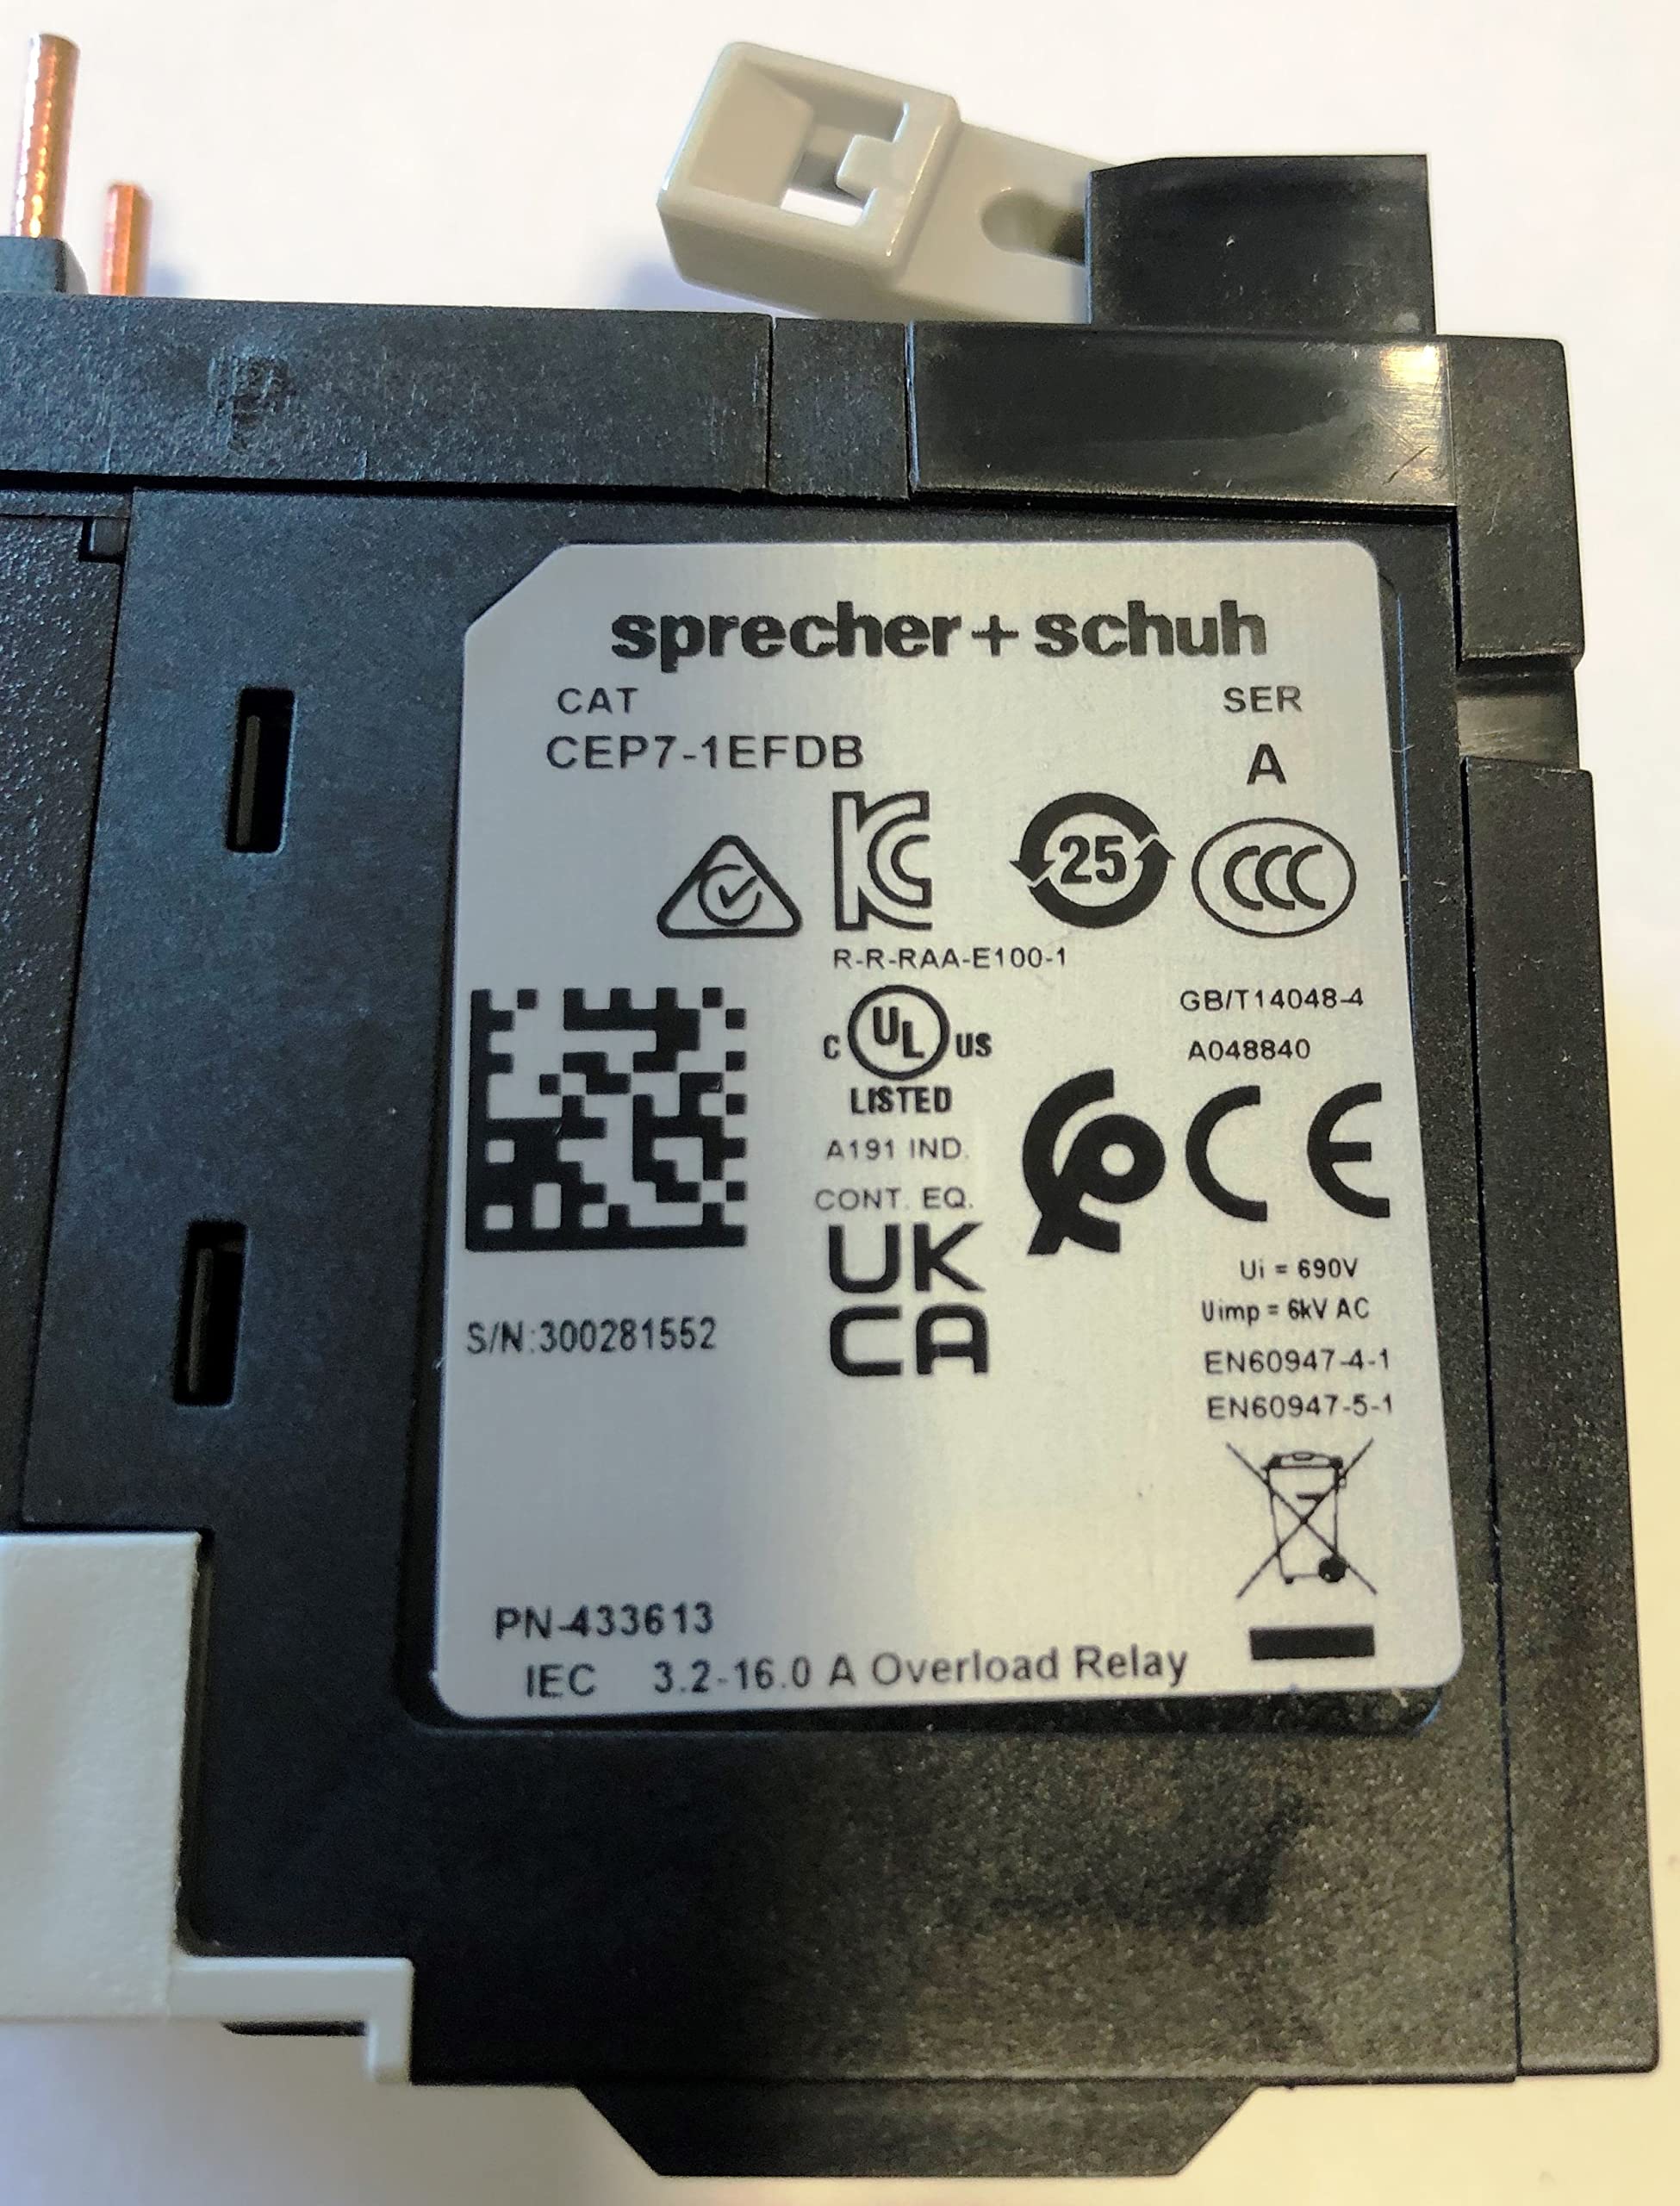 sprecher+schuh
CAT SER
CEP7-1EFDB A
25 CCC
R-R-RAA-E100-1
GB/T14048-4
C UL US
A048840
LISTED
A191 IND.
CONT. EQ.
CE
UK
CA
Ui = 690V
Uimp = 6kV AC
S/N:300281552
EN60947-4-1
EN60947-5-1
PN-433613
IEC 3.2-16.0 A Overload Relay